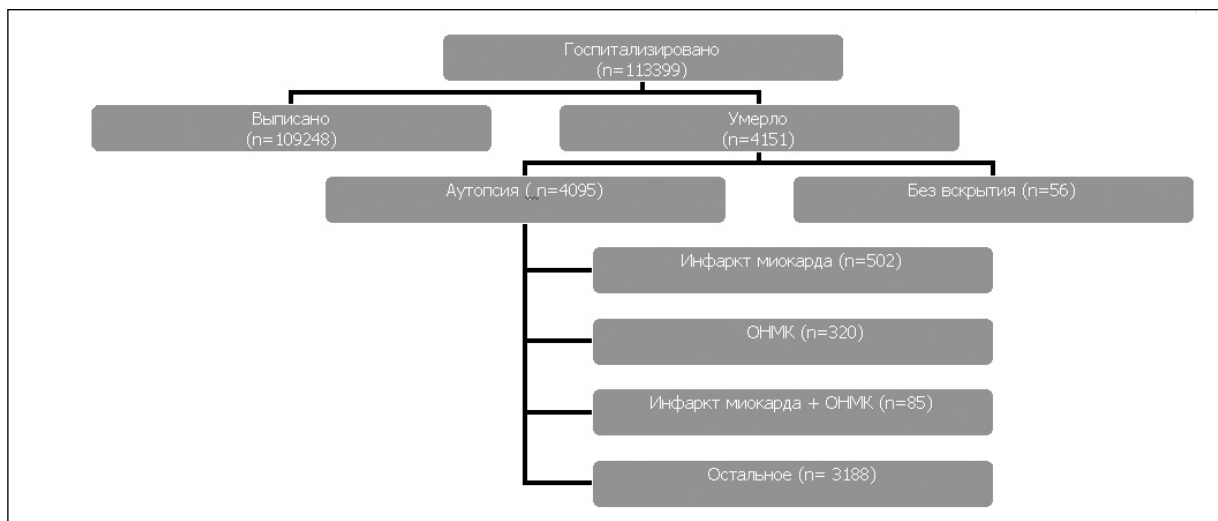 Госпитализировано
(n=113399)
Выписано
(n=109248)
Умерло
(n=4151)
Аутопсия ( n=4095)
Без вскрытия (n=56)
Инфаркт миокарда (n=502)
ОНМК (n=320)
Инфаркт миокарда + ОНМК (n=85)
Остальное (n= 3188)